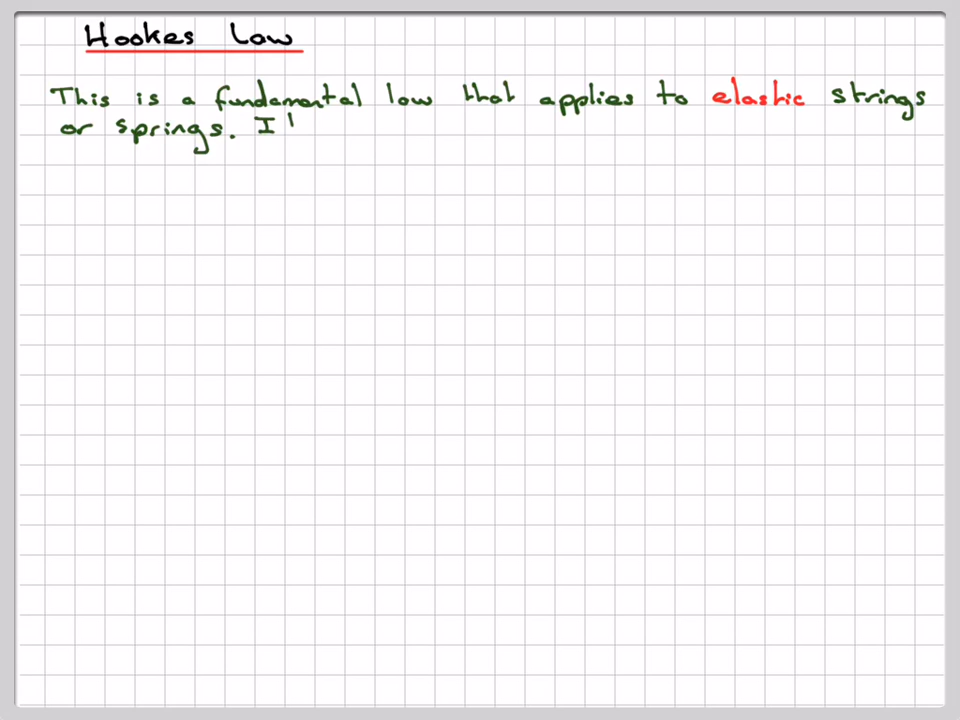 Hookes Law
This is a fundamental law that applies to elastic strings
or springs. I